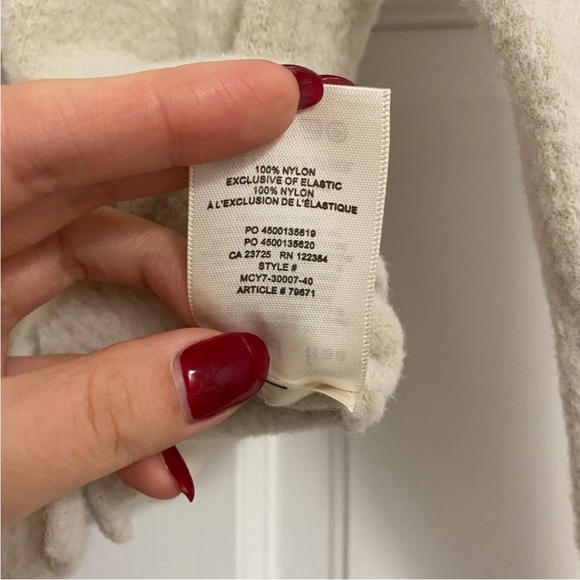 100% NYLON
EXCLUSIVE OF ELASTIC
100% NYLON
À L'EXCLUSION DE L'ÉLASTIQUE
PO 4500135619
PO 4500135620
CA 23725 RN 122354
STYLE #
MCY7-30007-40
ARTICLE # 79671